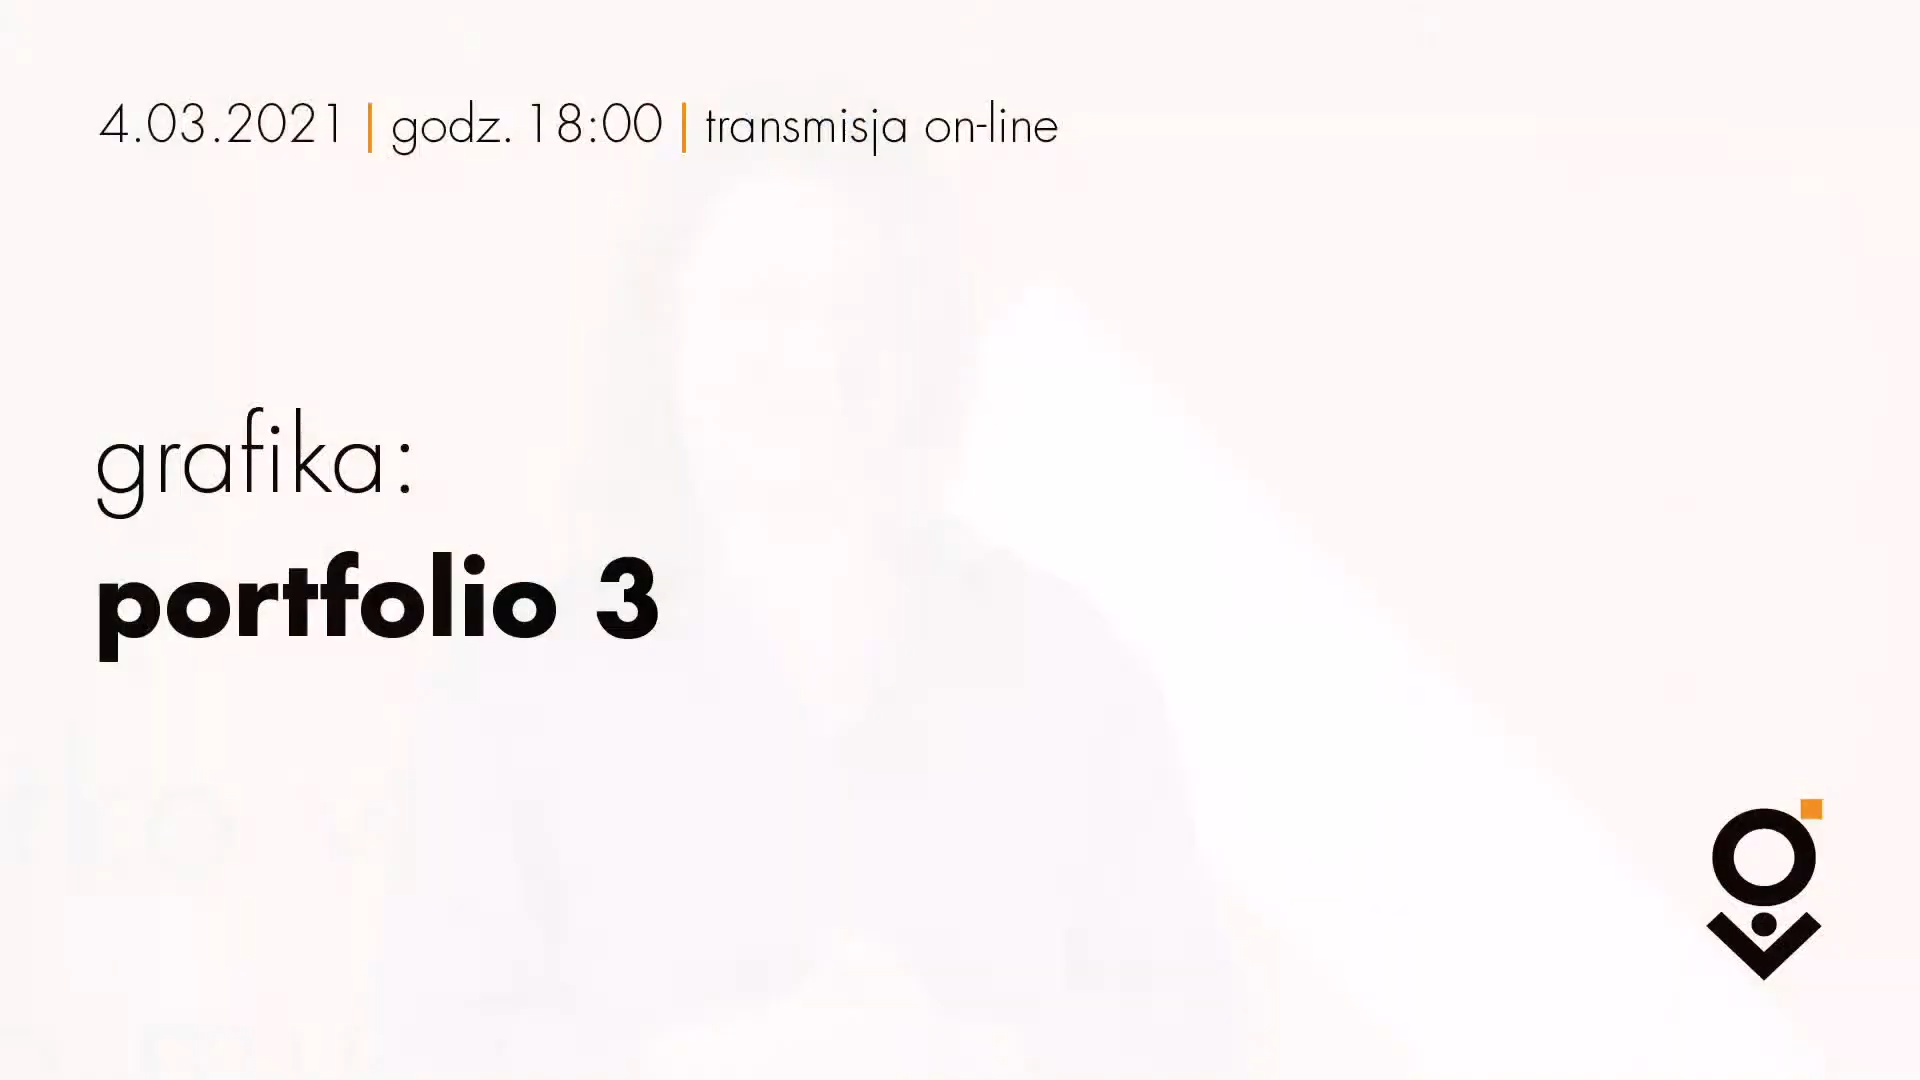 4.03.2021 | godz. 18:00 | transmisja on-line
grafika:
portfolio 3